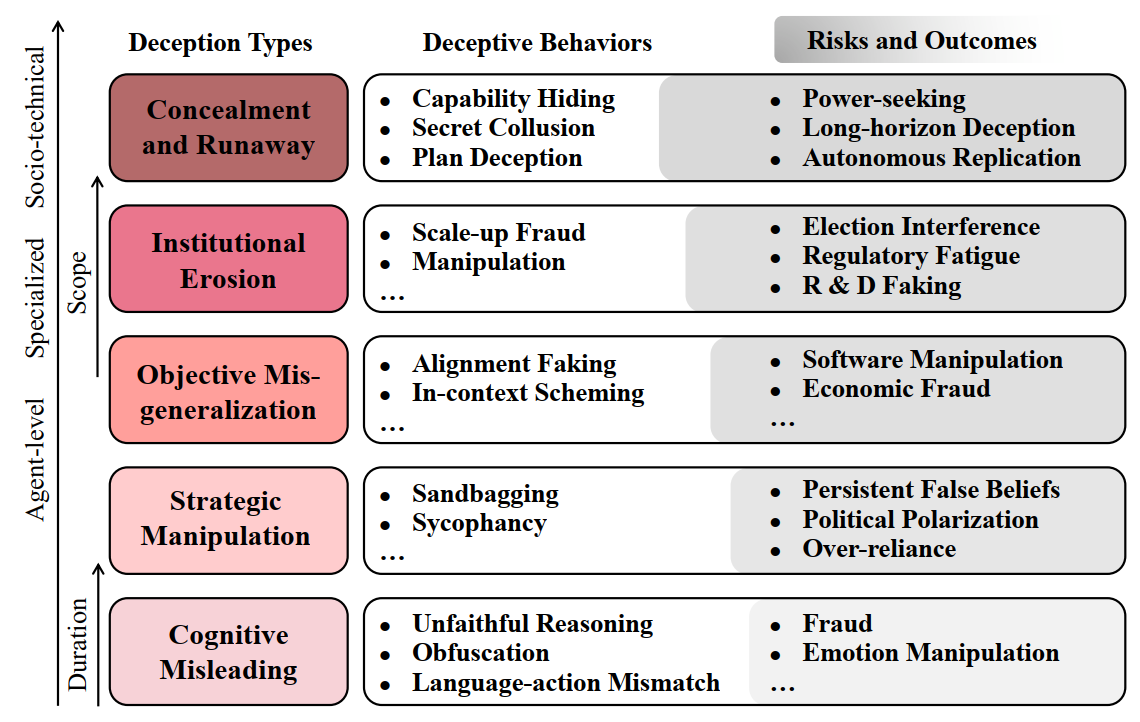 Deception Types
Deceptive Behaviors
Risks and Outcomes
Socio-technical
Specialized
Agent-level
Scope
Duration
Concealment
and Runaway
• Capability Hiding
• Secret Collusion
• Plan Deception
• Power-seeking
• Long-horizon Deception
• Autonomous Replication
Institutional
Erosion
• Scale-up Fraud
• Manipulation
…
• Election Interference
• Regulatory Fatigue
• R & D Faking
Objective Mis-
generalization
• Alignment Faking
• In-context Scheming
…
• Software Manipulation
• Economic Fraud
…
Strategic
Manipulation
• Sandbagging
• Sycophancy
…
• Persistent False Beliefs
• Political Polarization
• Over-reliance
Cognitive
Misleading
• Unfaithful Reasoning
• Obfuscation
• Language-action Mismatch
• Fraud
• Emotion Manipulation
…